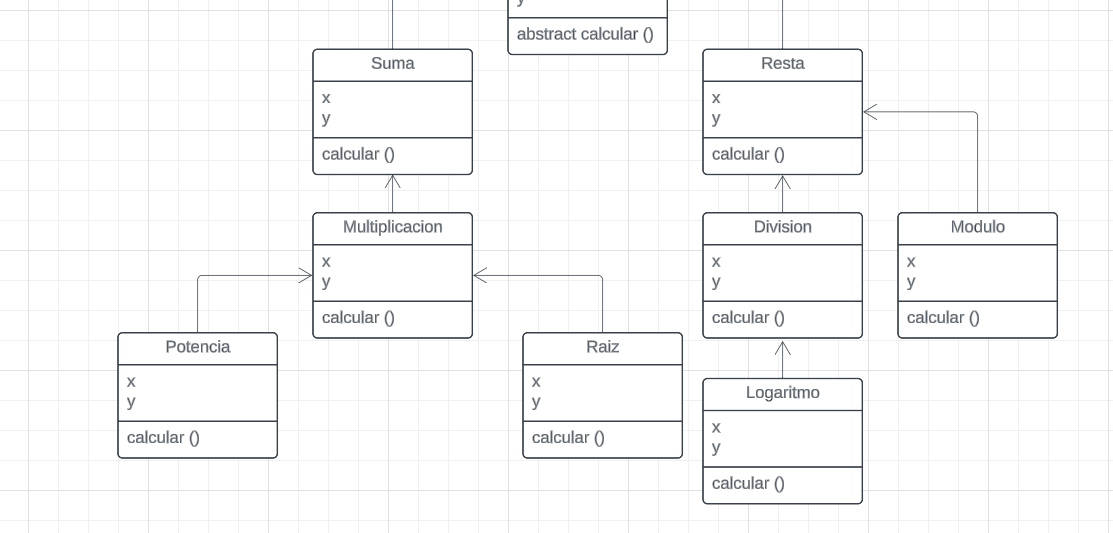 y
abstract calcular ()
Suma
x
y
calcular ()
Resta
x
y
calcular ()
Multiplicacion
x
y
calcular ()
Division
x
y
calcular ()
Modulo
x
y
calcular ()
Potencia
x
y
calcular ()
Raiz
x
y
calcular ()
Logaritmo
x
y
calcular ()